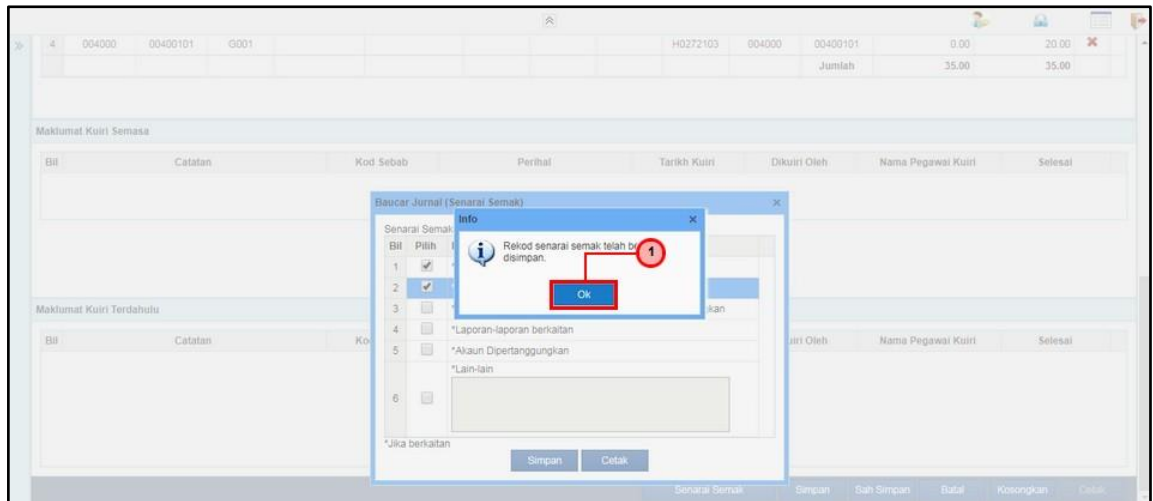 4 004000 00400101 G001 H0272103 004000 00400101 0.00 20.00
Jumlah 35.00 35.00
Maklumat Kuiri Semasa
Bil Catatan Kod Sebab Perihal Tarikh Kuiri Dikuiri Oleh Nama Pegawai Kuiri Selesai
Baucar Jurnal (Senarai Semak)
Senarai Semak
Info
Bil Pilih
Rekod senarai semak telah
disimpan.
1
Ok
1
2
3
4 *Laporan-laporan berkaitan
5 *Akaun Dipertanggungkan
*Lain-lain
6
*Jika berkaitan
Simpan Cetak
Maklumat Kuiri Terdahulu
Bil Catatan Oleh Nama Pegawai Kuiri Selesai
Senarai Semak Simpan Sah Simpan Batal Kosongkan Cetak